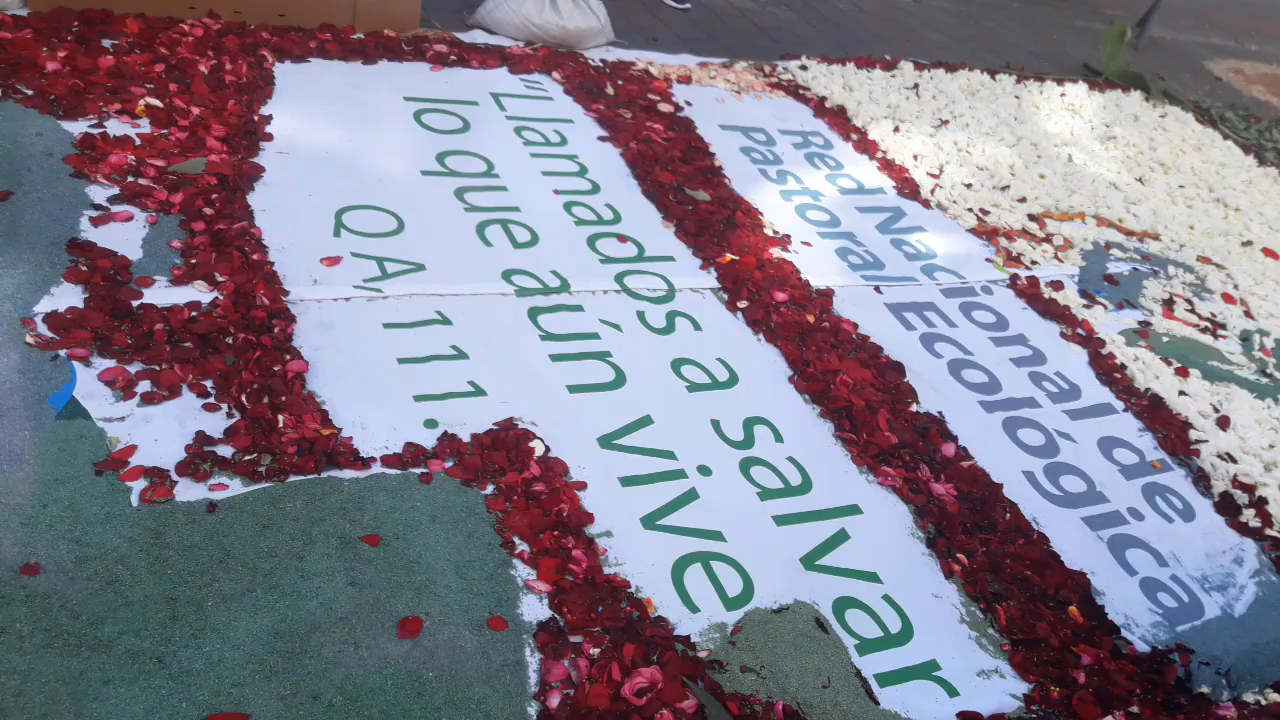 Red Nacional de
Pastoral Ecológica
"Llamados a salvar
lo que aún vive
QA, 111.